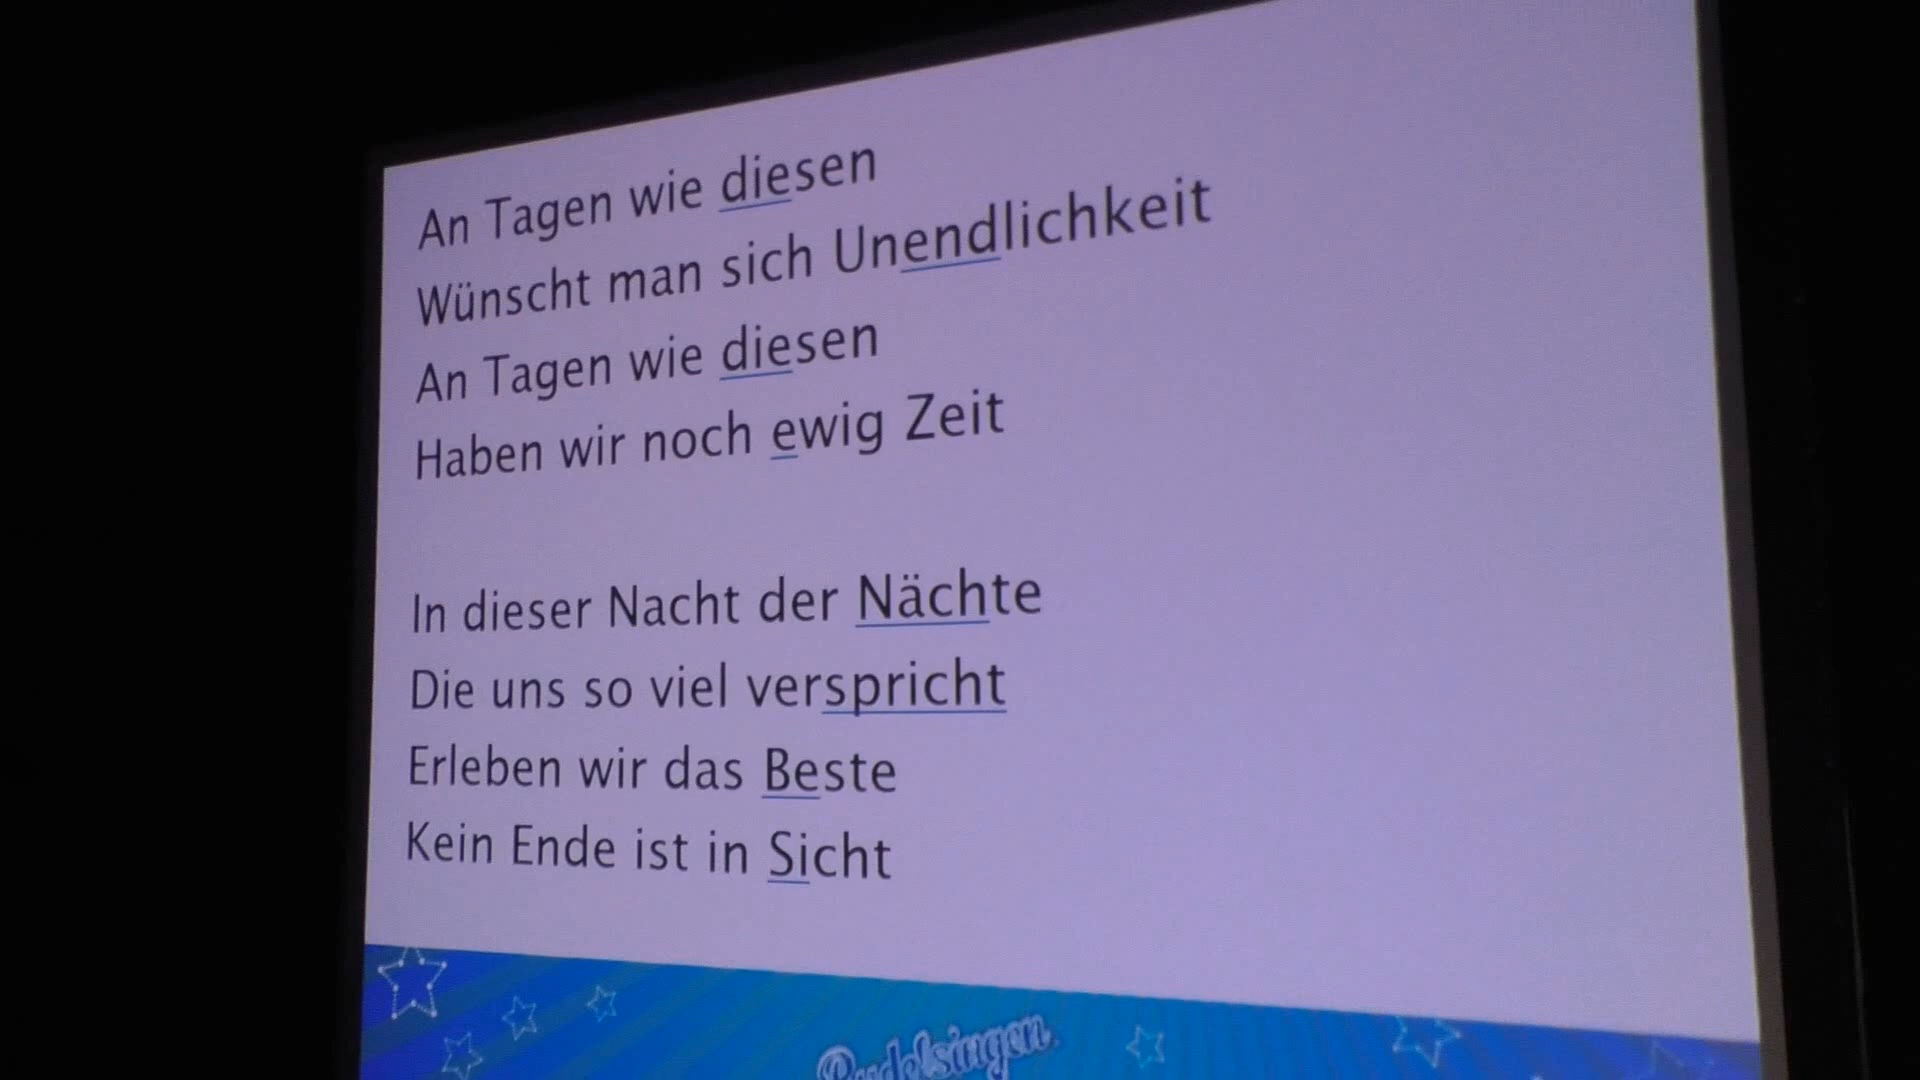 An Tagen wie diesen
Wünscht man sich Unendlichkeit
An Tagen wie diesen
Haben wir noch ewig Zeit
In dieser Nacht der Nächte
Die uns so viel verspricht
Erleben wir das Beste
Kein Ende ist in Sicht
Rudelsingen